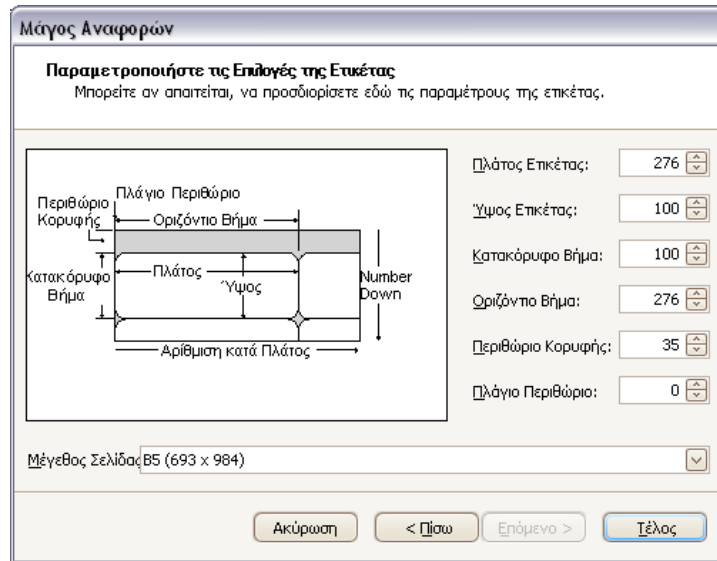 Μάγος Αναφορών
Παραμετροποιήστε τις Επιλογές της Ετικέτας
Μπορείτε αν απαιτείται, να προσδιορίσετε εδώ τις παραμέτρους της ετικέτας.
Πλάγιο Περιθώριο
Περιθώριο
Κορυφής
Οριζόντιο Βήμα
Κατακόρυφο
Βήμα
Πλάτος
Ύψος
Number
Down
Αρίθμιση κατά Πλάτος
Πλάτος Ετικέτας: 276
Ύψος Ετικέτας: 100
Κατακόρυφο Βήμα: 100
Οριζόντιο Βήμα: 276
Περιθώριο Κορυφής: 35
Πλάγιο Περιθώριο: 0
Μέγεθος Σελίδας B5 (693 x 984)
Ακύρωση < Πίσω Επόμενο > Τέλος